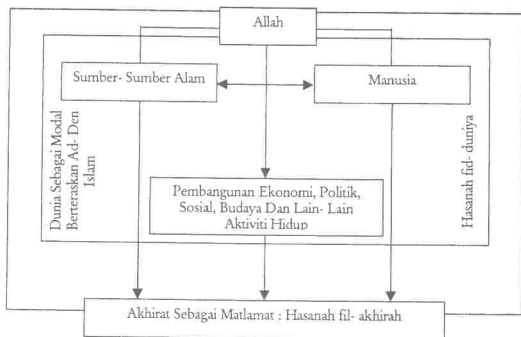 Allah
Sumber- Sumber Alam
Manusia
Dunia Sebagai Modal
Berteraskan Ad- Den
Islam
Hasanah fid- duniya
Pembangunan Ekonomi, Politik,
Sosial, Budaya Dan Lain- Lain
Aktiviti Hidup
Akhirat Sebagai Matlamat : Hasanah fil- akhirah